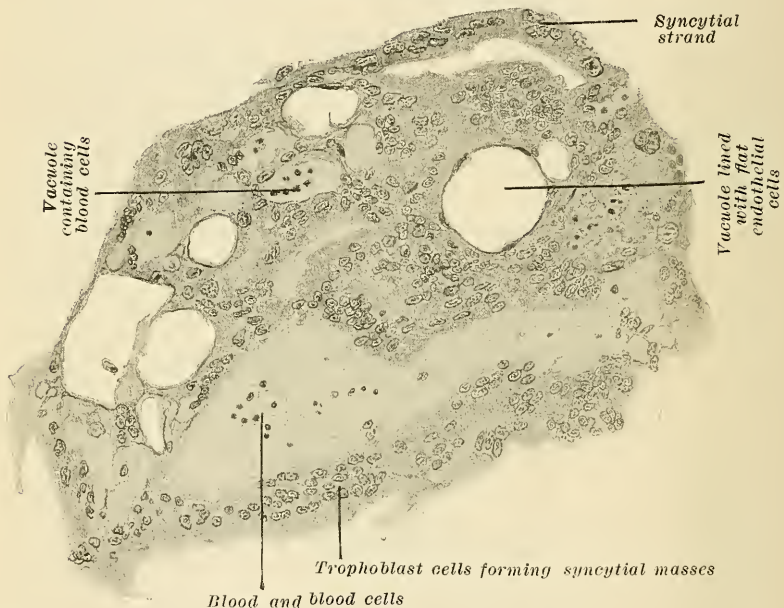 Syncytial
strand
Vacuole
containing
blood cells
Vacuole lined
with flat
endothelial
cells
Trophoblast cells forming syncytial masses
Blood and blood cells